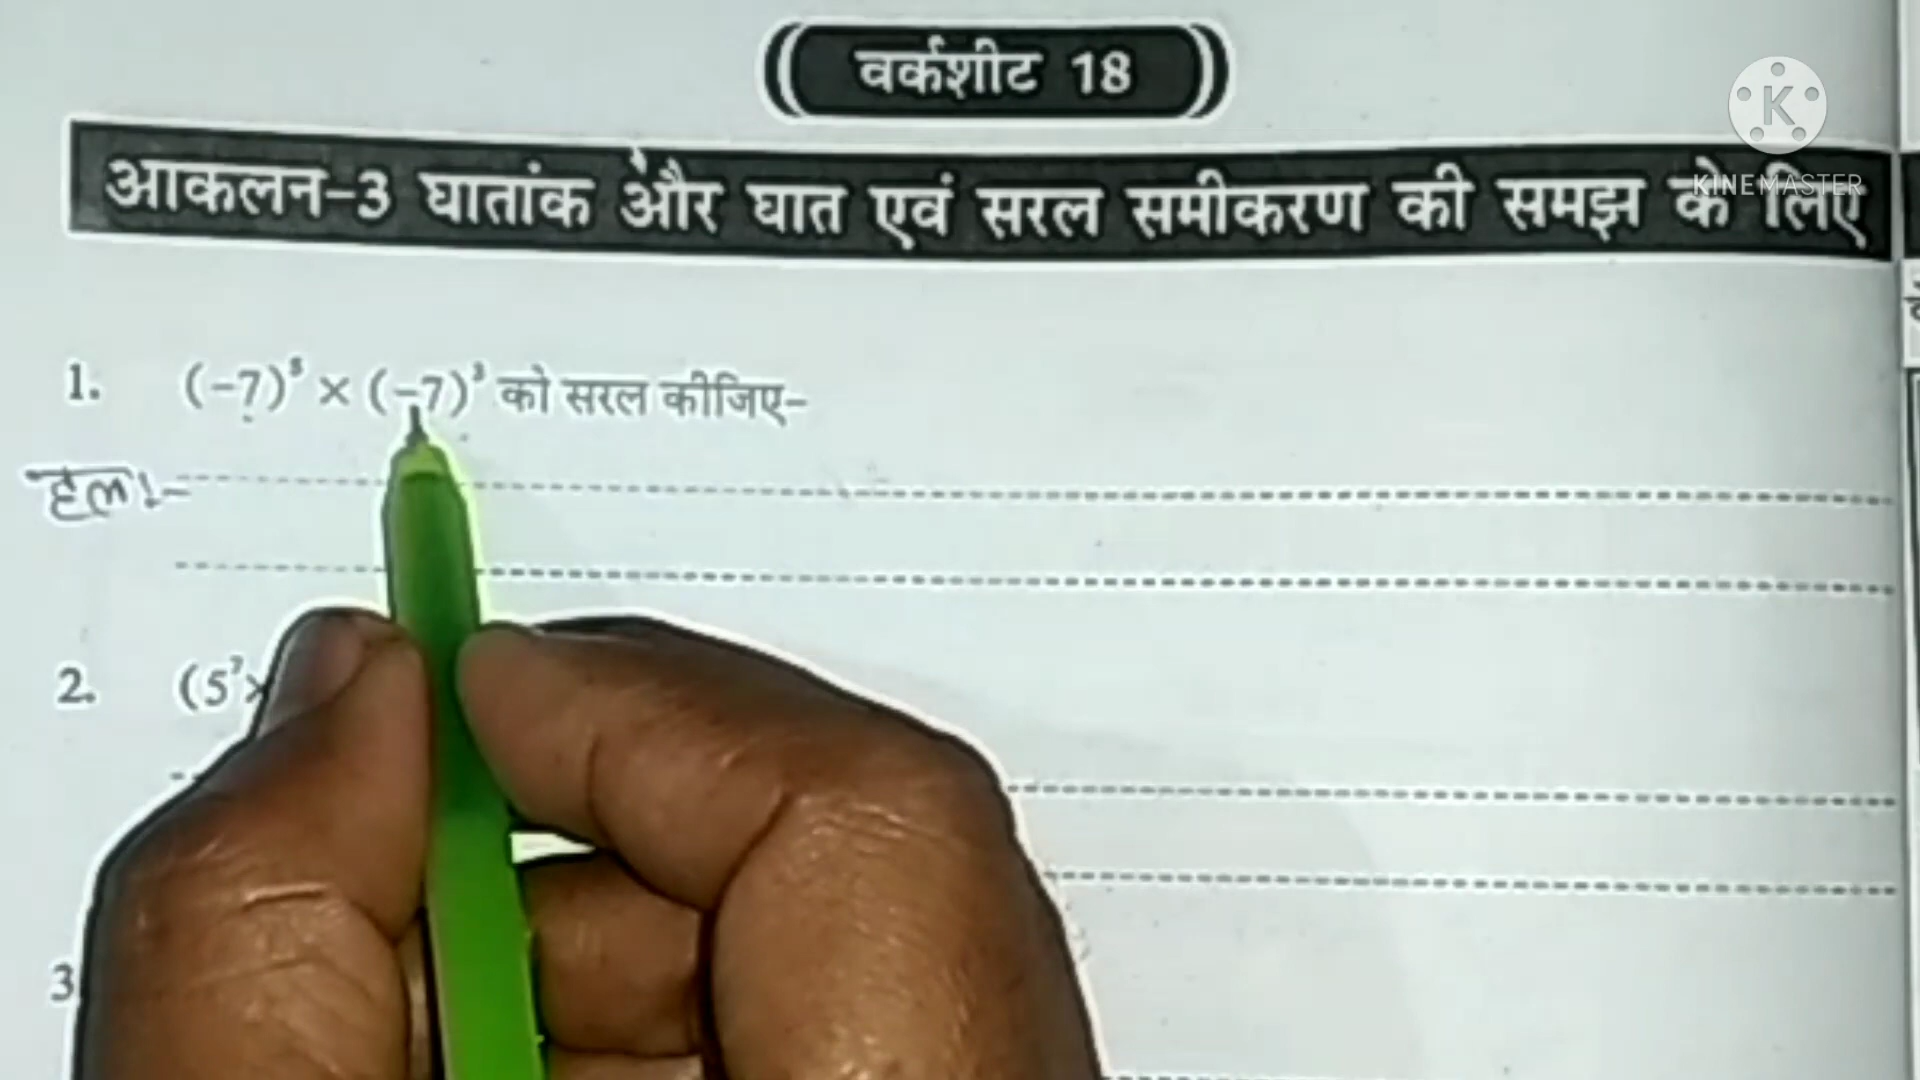 वर्कशीट 18
K
KINEMASTER
आकलन-3 घातांक और घात एवं सरल समीकरण की समझ के लिए
1. (-7)⁵ × (-7)³ को सरल कीजिए-
हल:-
2. (5⁷×
3